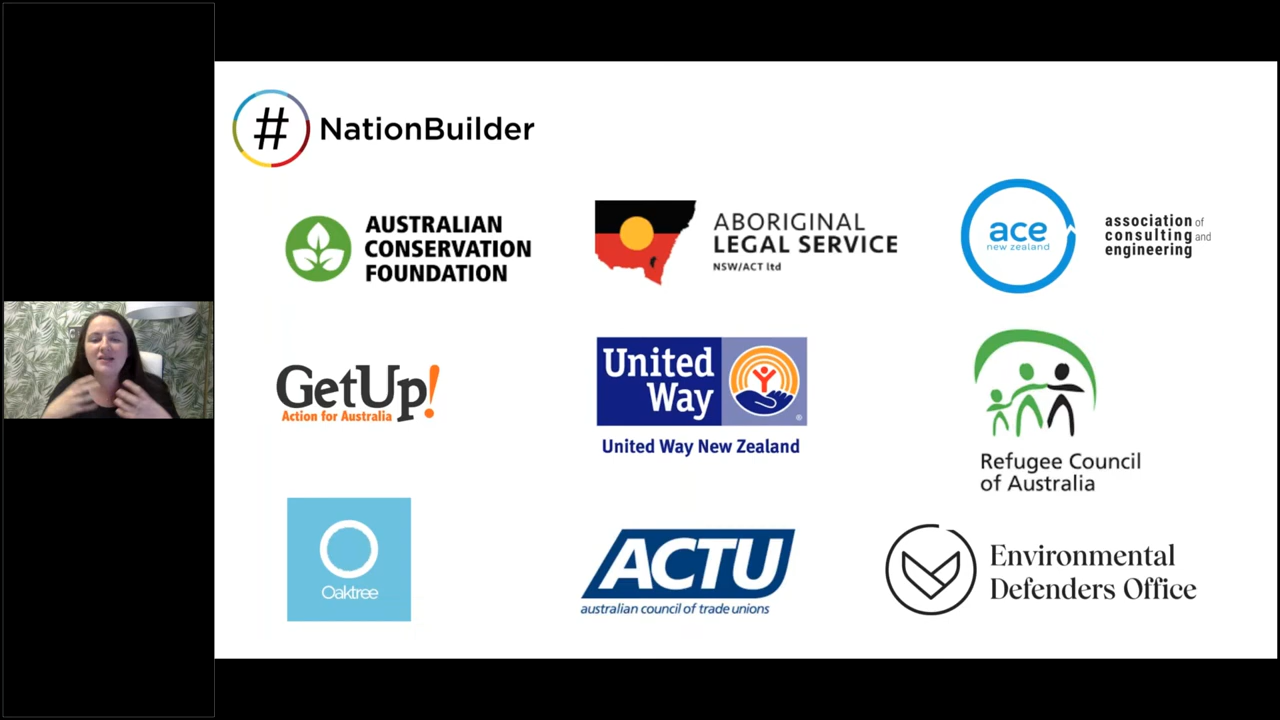 # NationBuilder
AUSTRALIAN
CONSERVATION
FOUNDATION
ABORIGINAL
LEGAL SERVICE
NSW/ACT ltd
ace
new zealand
association of
consulting and
engineering
GetUp!
Action for Australia
United
Way
®
United Way New Zealand
Refugee Council
of Australia
Oaktree
ACTU
australian council of trade unions
Environmental
Defenders Office